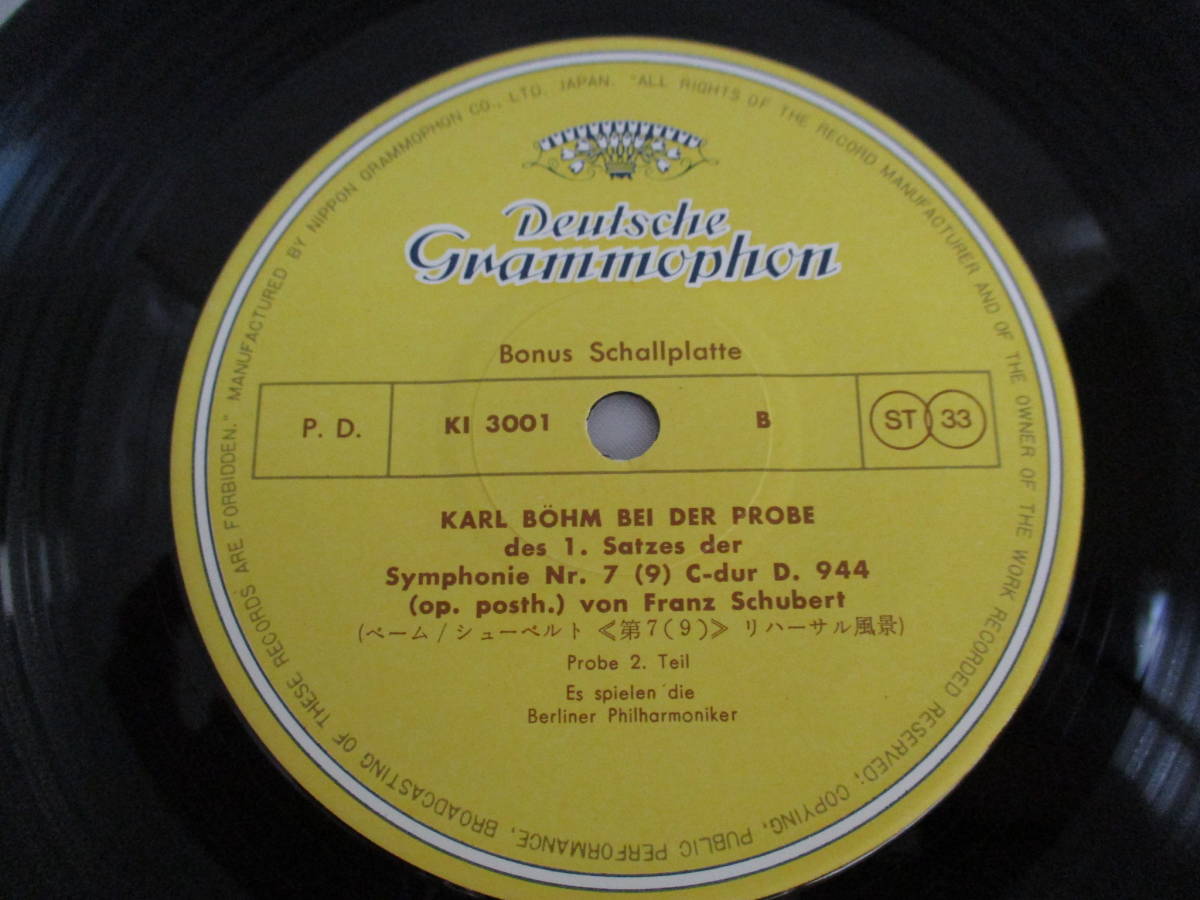 MANUFACTURED BY NIPPON GRAMMOPHON CO., LTD. JAPAN. "ALL RIGHTS OF THE RECORD MANUFACTURER AND OF THE OWNER OF THE WORK RECORDED RESERVED; COPYING, PUBLIC PERFORMANCE, BROADCASTING OF THESE RECORDS ARE FORBIDDEN."
Deutsche
Grammophon
Bonus Schallplatte
P. D. KI 3001 B ST 33
KARL BÖHM BEI DER PROBE
des 1. Satzes der
Symphonie Nr. 7 (9) C-dur D. 944
(op. posth.) von Franz Schubert
(ベーム/シューベルト≪第7(9)≫ リハーサル風景)
Probe 2. Teil
Es spielen die
Berliner Philharmoniker